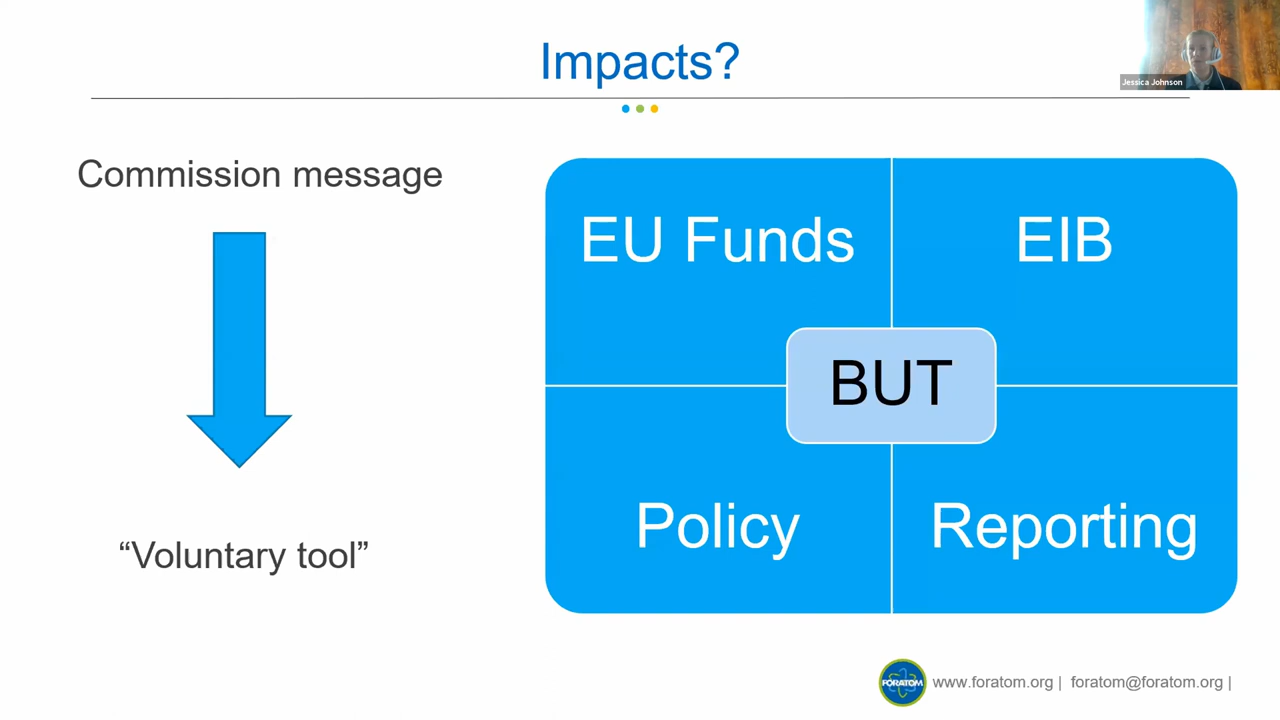 Impacts?
Jessica Johnson
Commission message
"Voluntary tool"
EU Funds
EIB
BUT
Policy
Reporting
FORATOM
www.foratom.org | foratom@foratom.org |